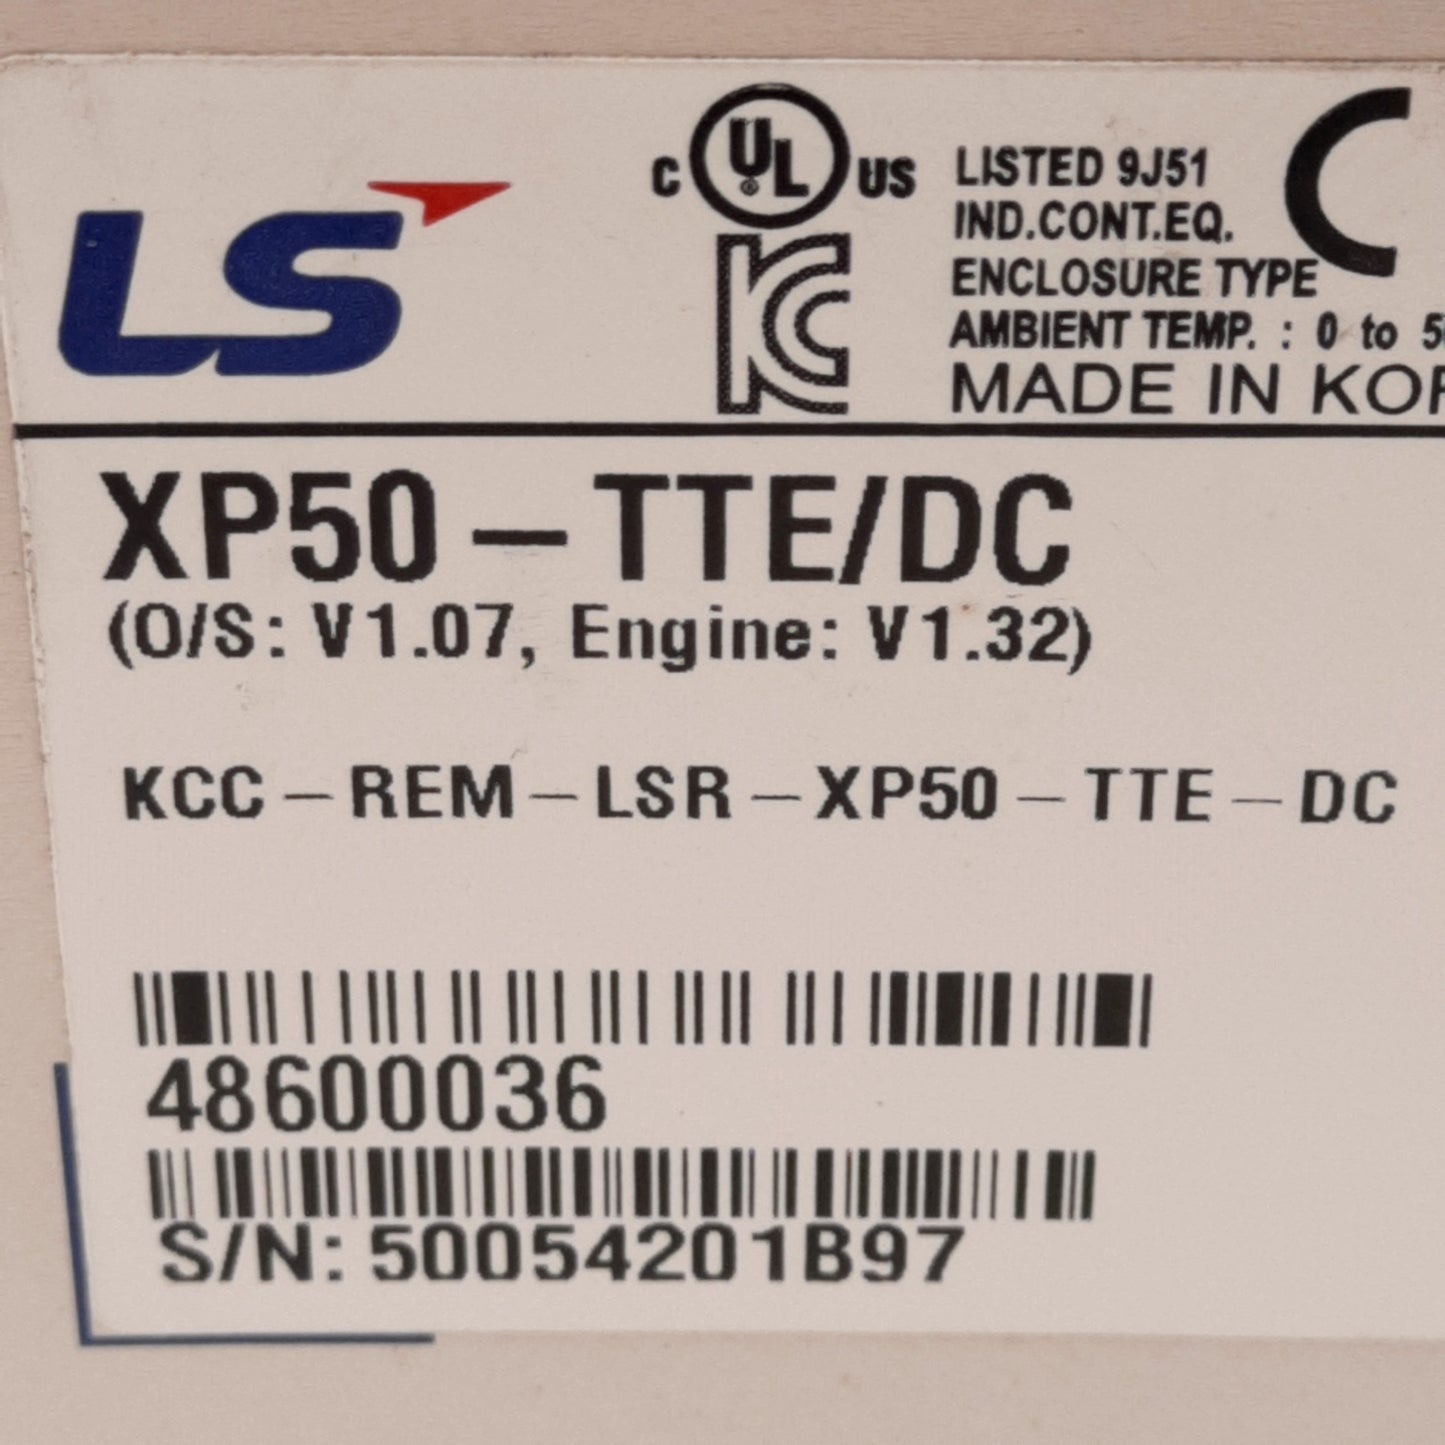 LS
C UL US
LISTED 9J51
IND.CONT.EQ.
ENCLOSURE TYPE
AMBIENT TEMP. : 0 to
MADE IN
XP50-TTE/DC
(O/S: V1.07, Engine: V1.32)
KCC-REM-LSR-XP50-TTE-DC
48600036
S/N: 50054201B97